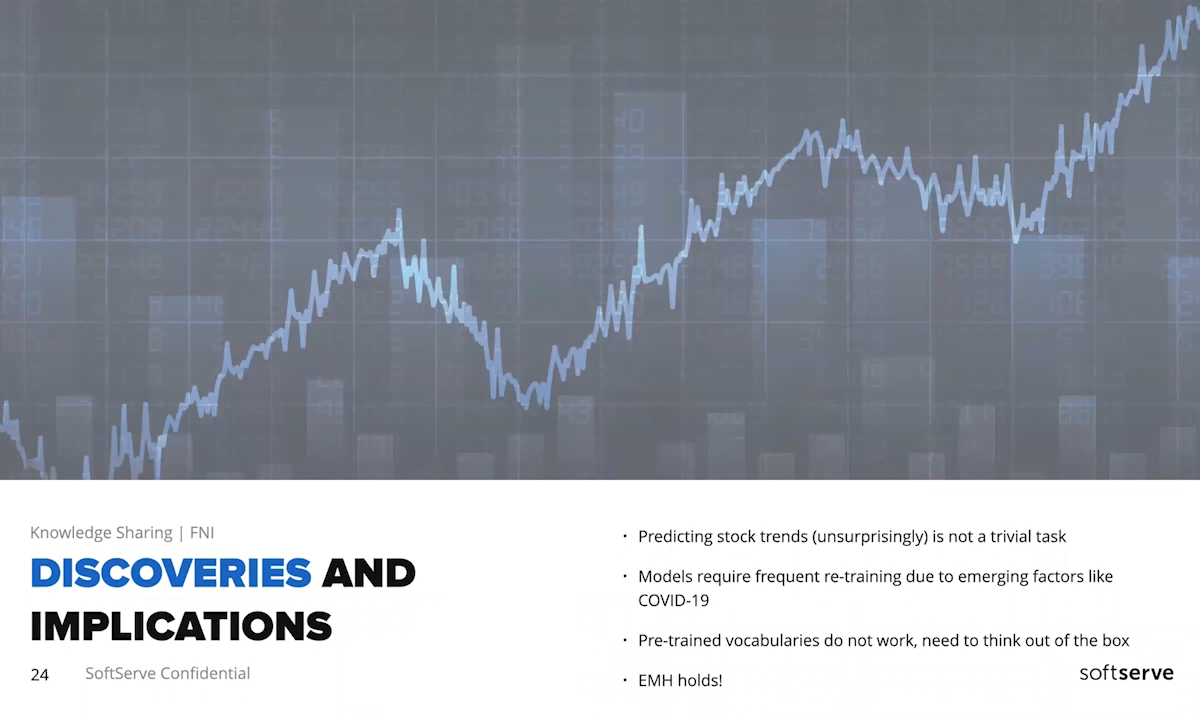 Knowledge Sharing | FNI
DISCOVERIES AND
IMPLICATIONS
24
SoftServe Confidential
· Predicting stock trends (unsurprisingly) is not a trivial task
· Models require frequent re-training due to emerging factors like
COVID-19
· Pre-trained vocabularies do not work, need to think out of the box
· EMH holds!
softserve